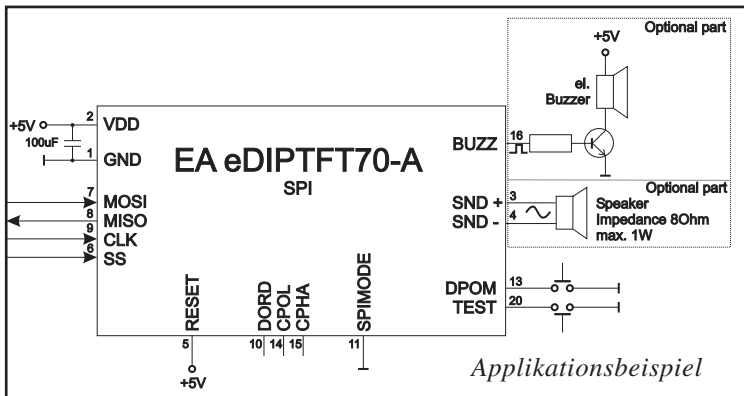 Optional part
+5V
el.
Buzzer
2
VDD
+5V
100uF
1
GND
EA eDIPTFT70-A
SPI
BUZZ
16
7
MOSI
8
MISO
9
CLK
6
SS
Optional part
SND +
3
Speaker
SND -
4
Impedance 8Ohm
max. 1W
DPOM
13
TEST
20
RESET
DORD
CPOL
CPHA
SPIMODE
5
10
14
15
11
+5V
Applikationsbeispiel